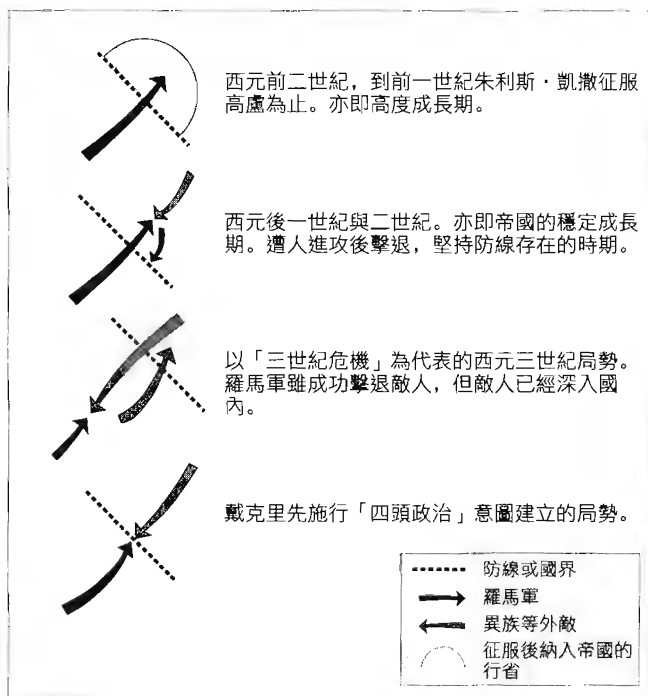 西元前二世紀，到前一世紀朱利斯·凱撒征服
高盧為止。亦即高度成長期。
西元後一世紀與二世紀。亦即帝國的穩定成長
期。遭人進攻後擊退，堅持防線存在的時期。
以「三世紀危機」為代表的西元三世紀局勢。
羅馬軍雖成功擊退敵人，但敵人已經深入國
內。
戴克里先施行「四頭政治」意圖建立的局勢。
防線或國界
羅馬軍
異族等外敵
征服後納入帝國的
行省